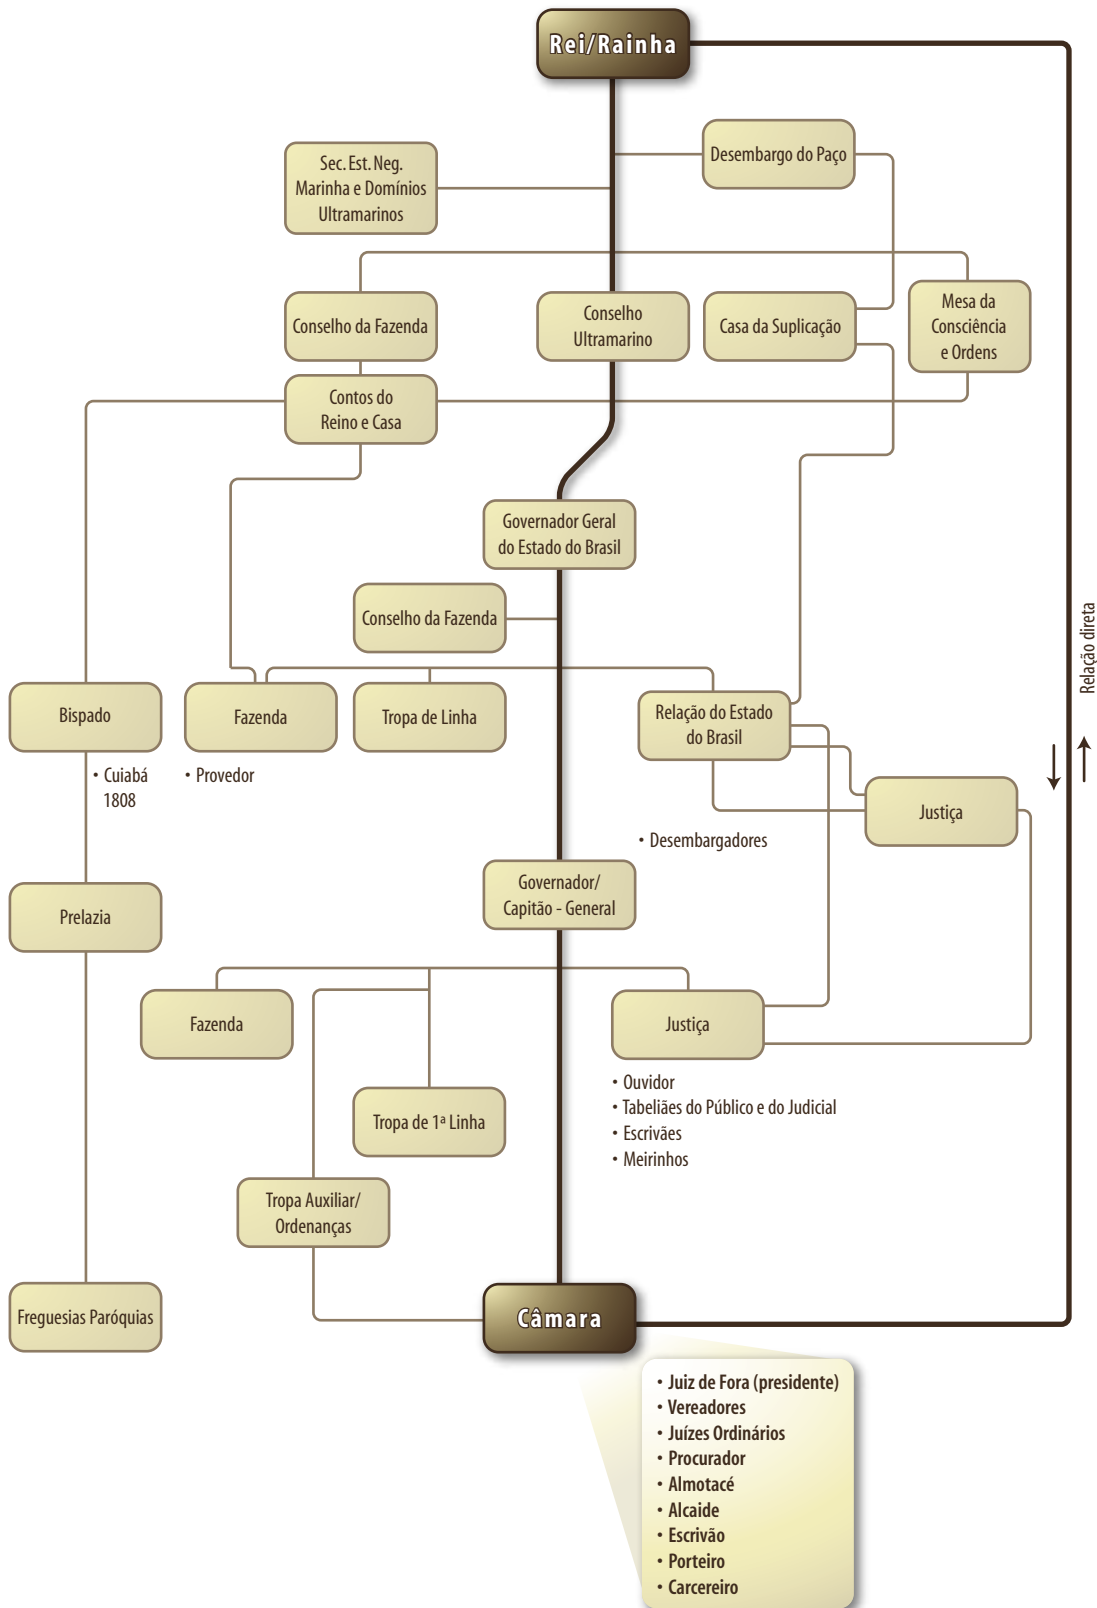 Rei/Rainha
Desembargo do Paço
Sec. Est. Neg.
Marinha e Domínios
Ultramarinos
Conselho da Fazenda
Conselho
Ultramarino
Casa da Suplicação
Mesa da
Consciência
e Ordens
Contos do
Reino e Casa
Governador Geral
do Estado do Brasil
Conselho da Fazenda
Relação direta
Bispado
• Cuiabá
1808
Fazenda
• Provedor
Tropa de Linha
Relação do Estado
do Brasil
• Desembargadores
Justiça
Governador/
Capitão - General
Prelazia
Fazenda
Justiça
• Ouvidor
• Tabeliães do Público e do Judicial
• Escrivães
• Meirinhos
Tropa de 1ª Linha
Tropa Auxiliar/
Ordenanças
Freguesias Paróquias
Câmara
• Juiz de Fora (presidente)
• Vereadores
• Juízes Ordinários
• Procurador
• Almotacé
• Alcaide
• Escrivão
• Porteiro
• Carcereiro